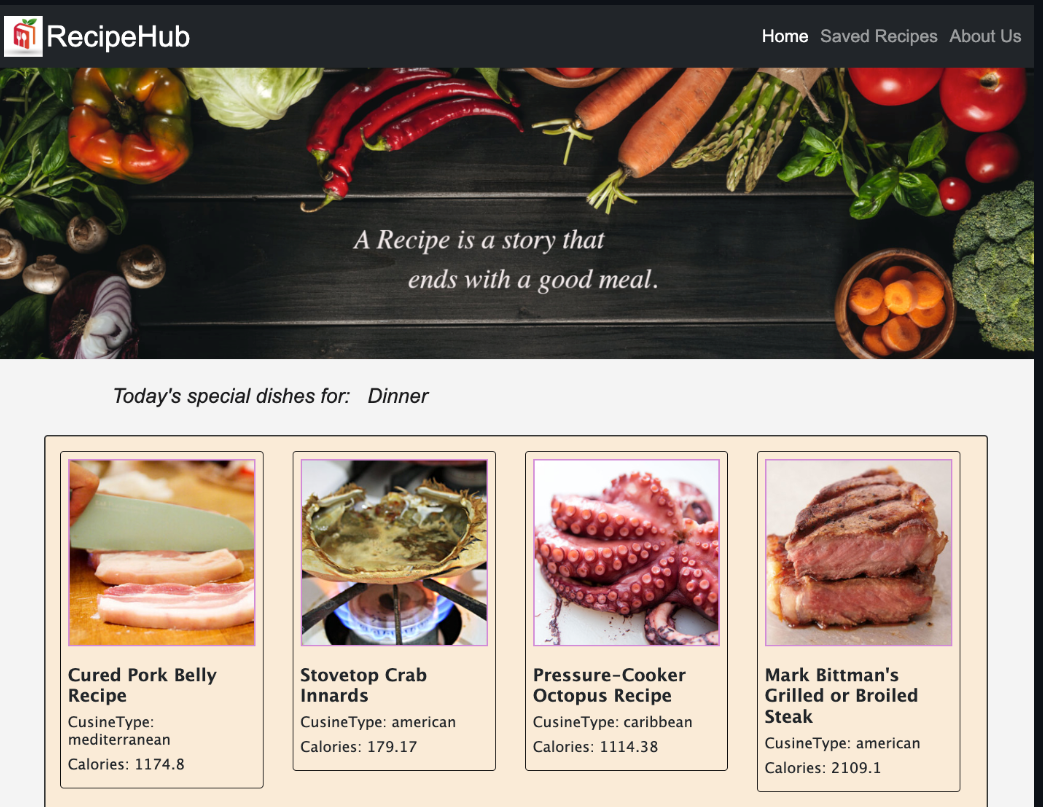 RecipeHub
Home Saved Recipes About Us
A Recipe is a story that
ends with a good meal.
Today's special dishes for: Dinner
Cured Pork Belly
Recipe
CusineType:
mediterranean
Calories: 1174.8
Stovetop Crab
Innards
CusineType: american
Calories: 179.17
Pressure-Cooker
Octopus Recipe
CusineType: caribbean
Calories: 1114.38
Mark Bittman's
Grilled or Broiled
Steak
CusineType: american
Calories: 2109.1